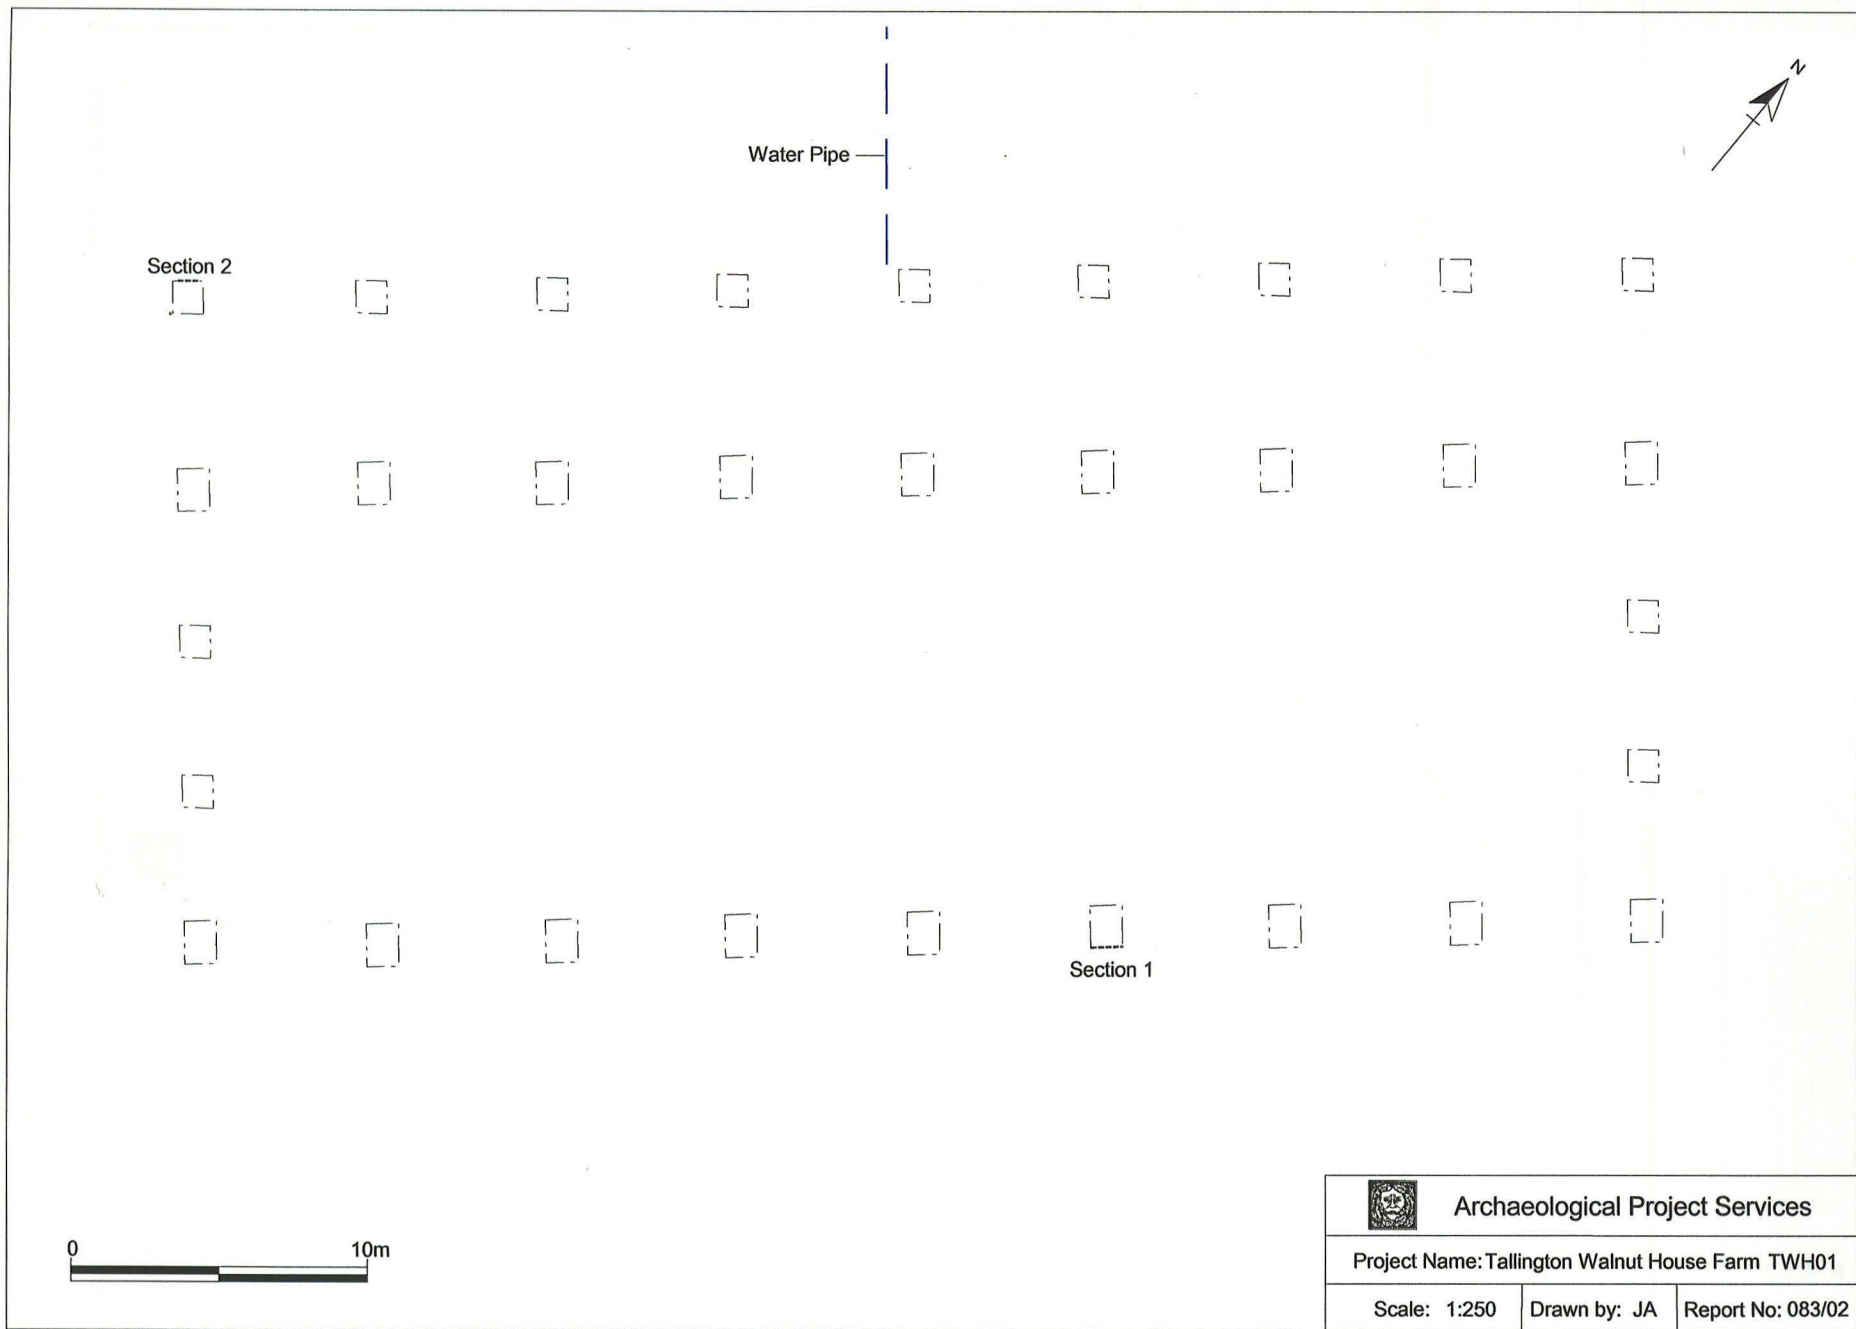 N
Water Pipe
Section 2
Section 1
0 10m
Archaeological Project Services
Project Name: Tallington Walnut House Farm TWH01
Scale: 1:250 Drawn by: JA Report No: 083/02